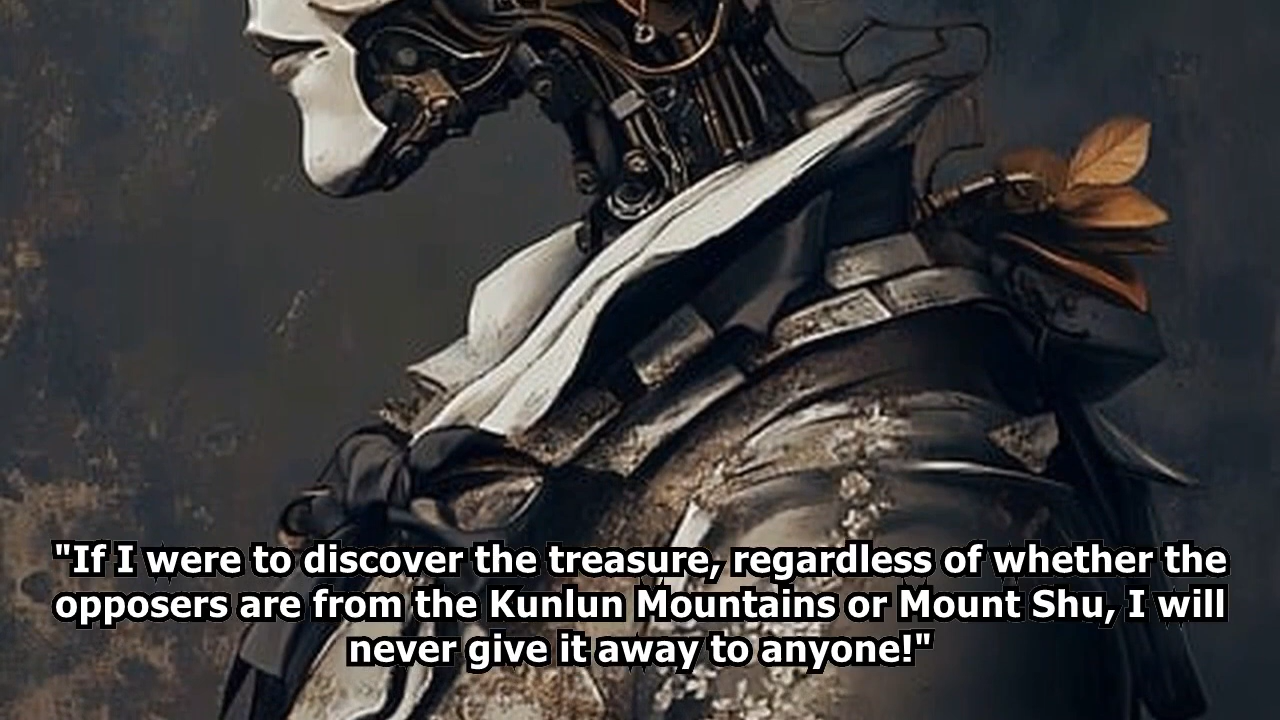 "If I were to discover the treasure, regardless of whether the
opposers are from the Kunlun Mountains or Mount Shu, I will
never give it away to anyone!"